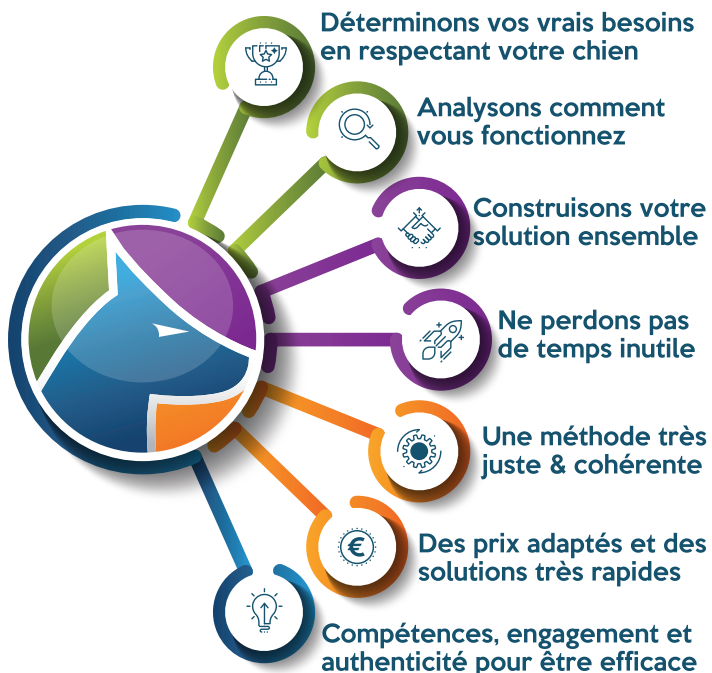 Déterminons vos vrais besoins
en respectant votre chien
Analysons comment
vous fonctionnez
Construisons votre
solution ensemble
Ne perdons pas
de temps inutile
Une méthode très
juste & cohérente
€
Des prix adaptés et des
solutions très rapides
Compétences, engagement et
authenticité pour être efficace